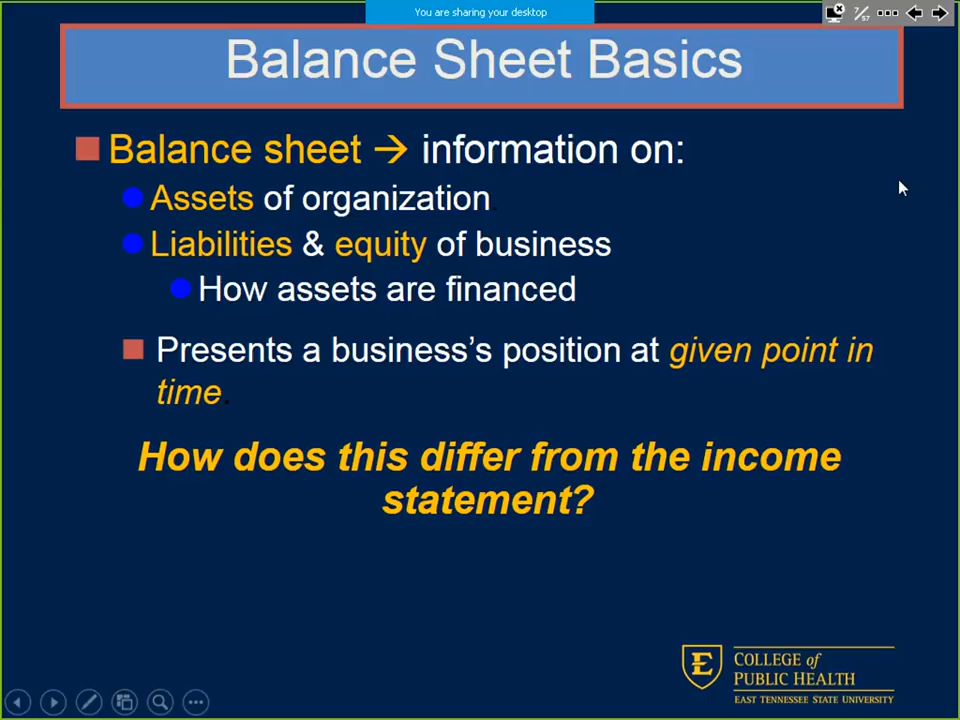 You are sharing your desktop
7/57
Balance Sheet Basics
Balance sheet → information on:
Assets of organization.
Liabilities & equity of business
How assets are financed
Presents a business's position at given point in
time.
How does this differ from the income
statement?
E
COLLEGE of
PUBLIC HEALTH
EAST TENNESSEE STATE UNIVERSITY